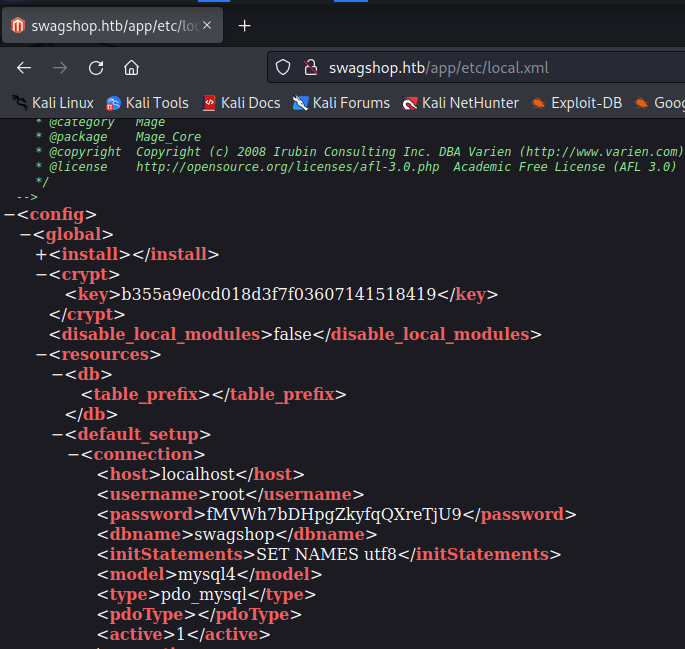 swagshop.htb/app/etc/loc
swagshop.htb/app/etc/local.xml
Kali Linux Kali Tools Kali Docs Kali Forums Kali NetHunter Exploit-DB Goog
* @category Mage
* @package Mage_Core
* @copyright Copyright (c) 2008 Irubin Consulting Inc. DBA Varien (http://www.varien.com)
* @license http://opensource.org/licenses/afl-3.0.php Academic Free License (AFL 3.0)
*/
-->
−<config>
−<global>
+<install></install>
−<crypt>
<key>b355a9e0cd018d3f7f03607141518419</key>
</crypt>
<disable_local_modules>false</disable_local_modules>
−<resources>
−<db>
<table_prefix></table_prefix>
</db>
−<default_setup>
−<connection>
<host>localhost</host>
<username>root</username>
<password>fMVWh7bDHpgZkyfqQXreTjU9</password>
<dbname>swagshop</dbname>
<initStatements>SET NAMES utf8</initStatements>
<model>mysql4</model>
<type>pdo_mysql</type>
<pdoType></pdoType>
<active>1</active>